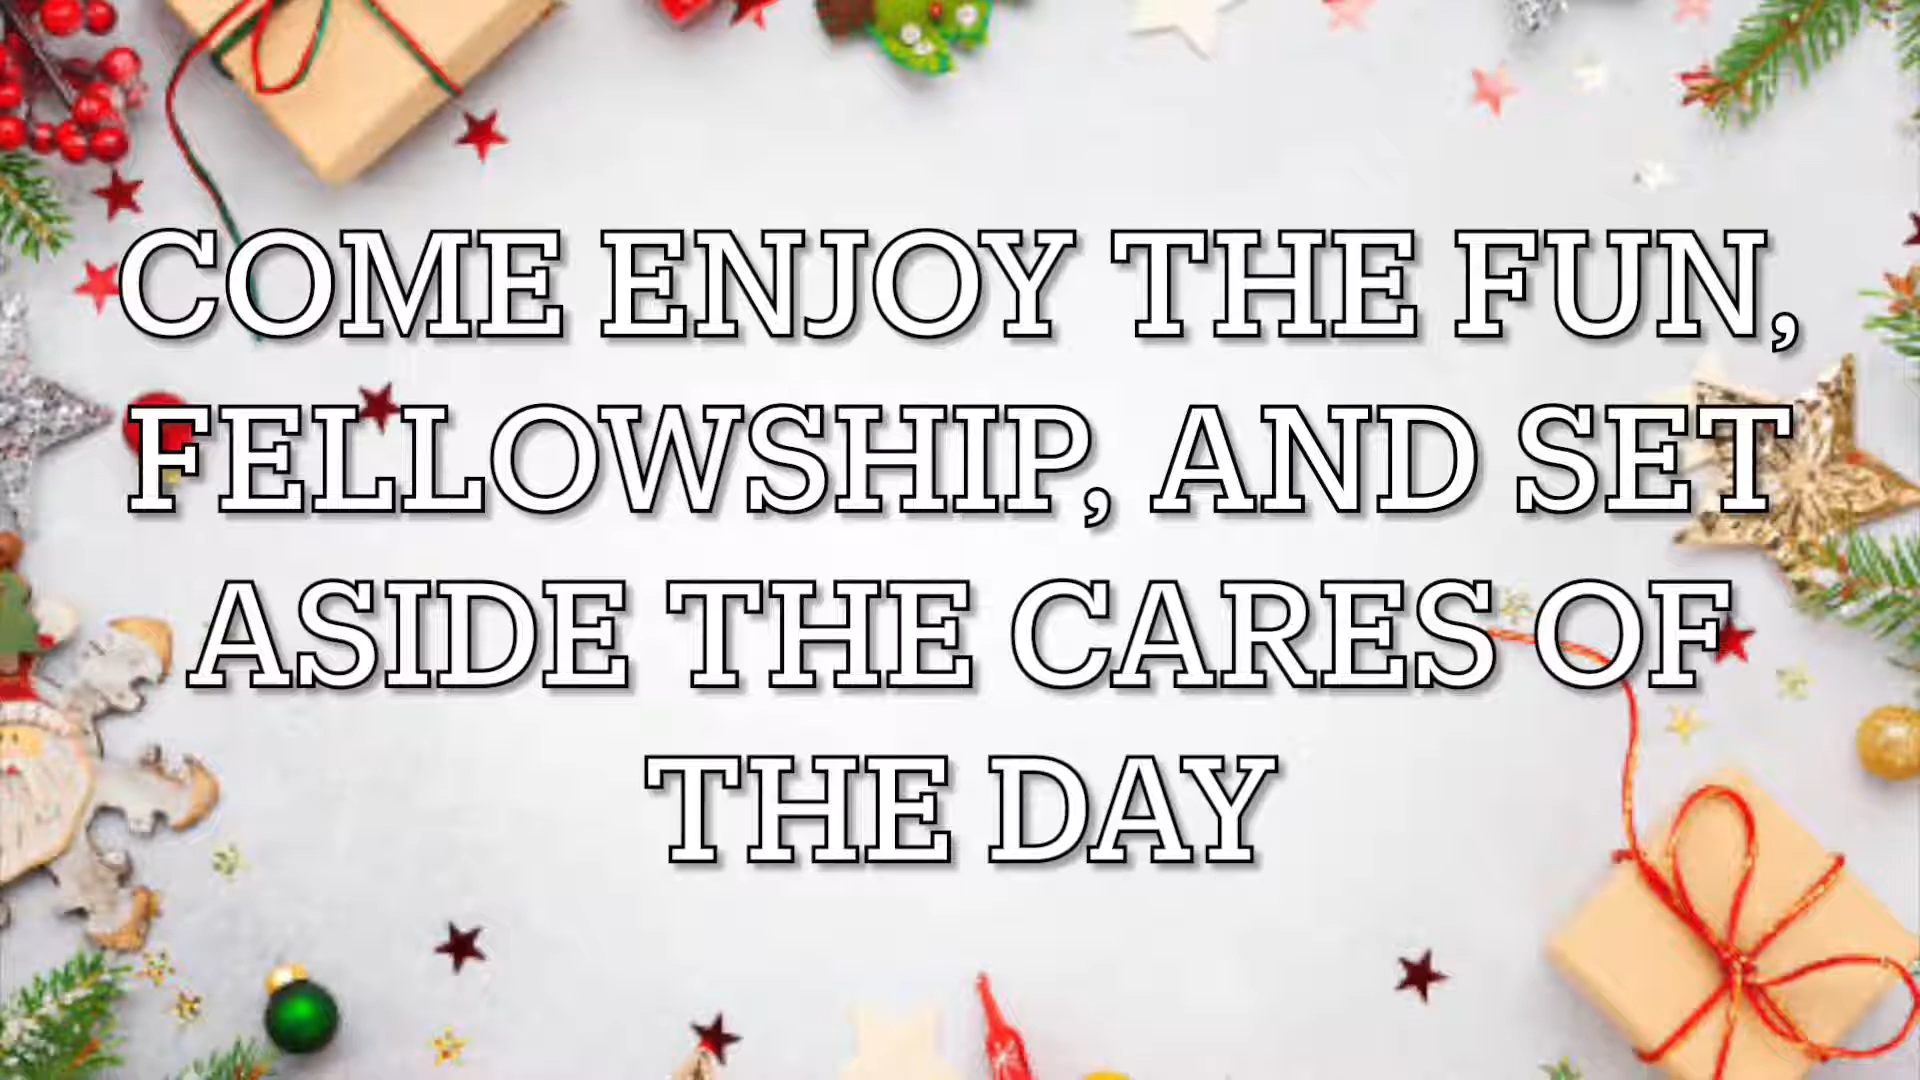 COME ENJOY THE FUN,
FELLOWSHIP, AND SET
ASIDE THE CARES OF
THE DAY